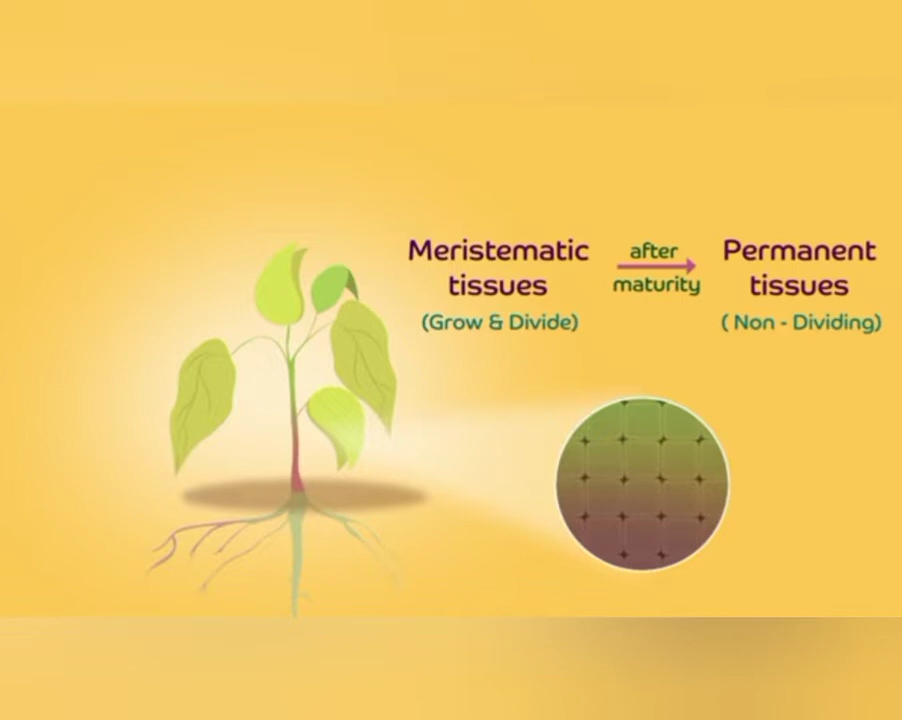 Meristematic
tissues
(Grow & Divide)
after
maturity
Permanent
tissues
( Non - Dividing)